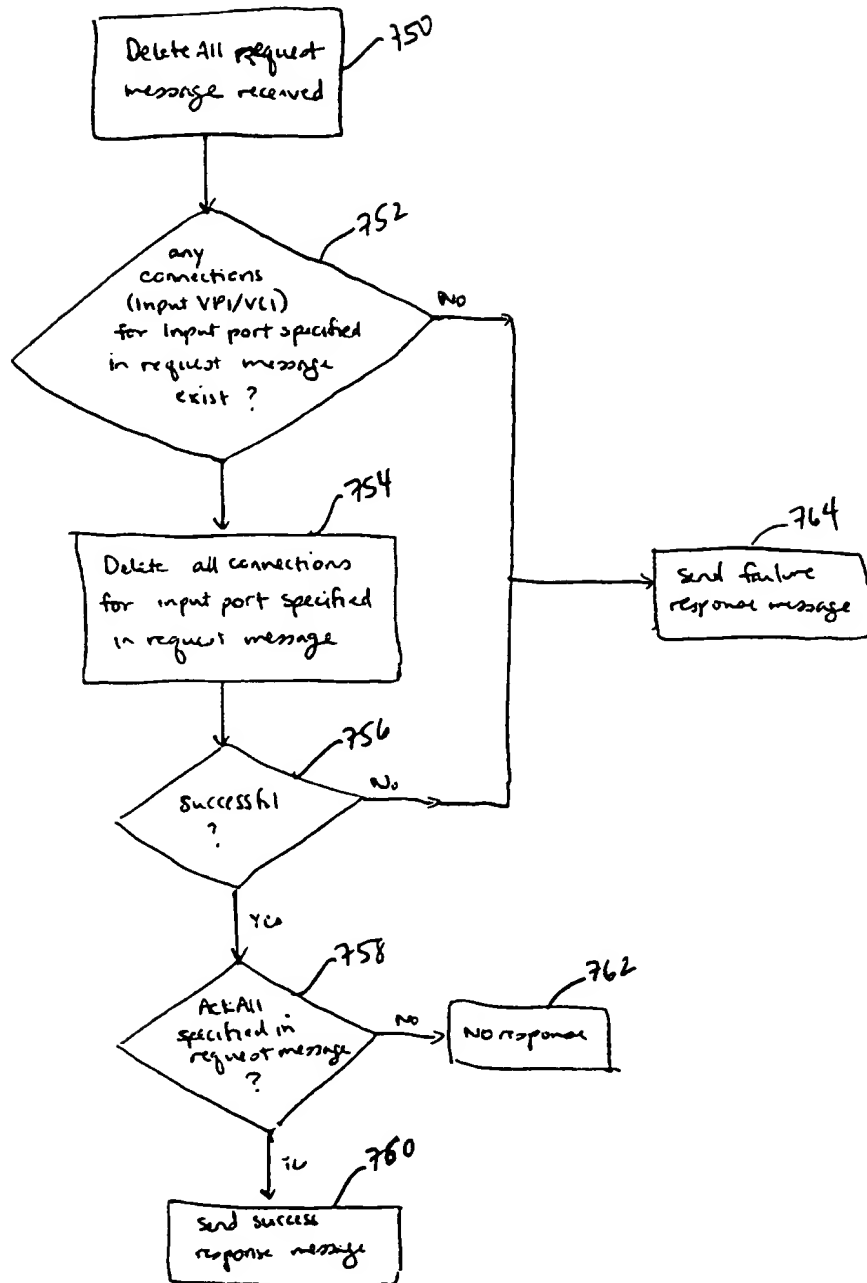 Delete All request
message received
750
752
any
connections
(Input VPI/VCI)
for Input port specified
in request message
exist ?
No
754
Delete all connections
for input port specified
in request message
764
Send failure
response message
756
Successful
?
No
Yes
758
AckAll
specified in
request message
?
No
762
No response
760
Send success
response message